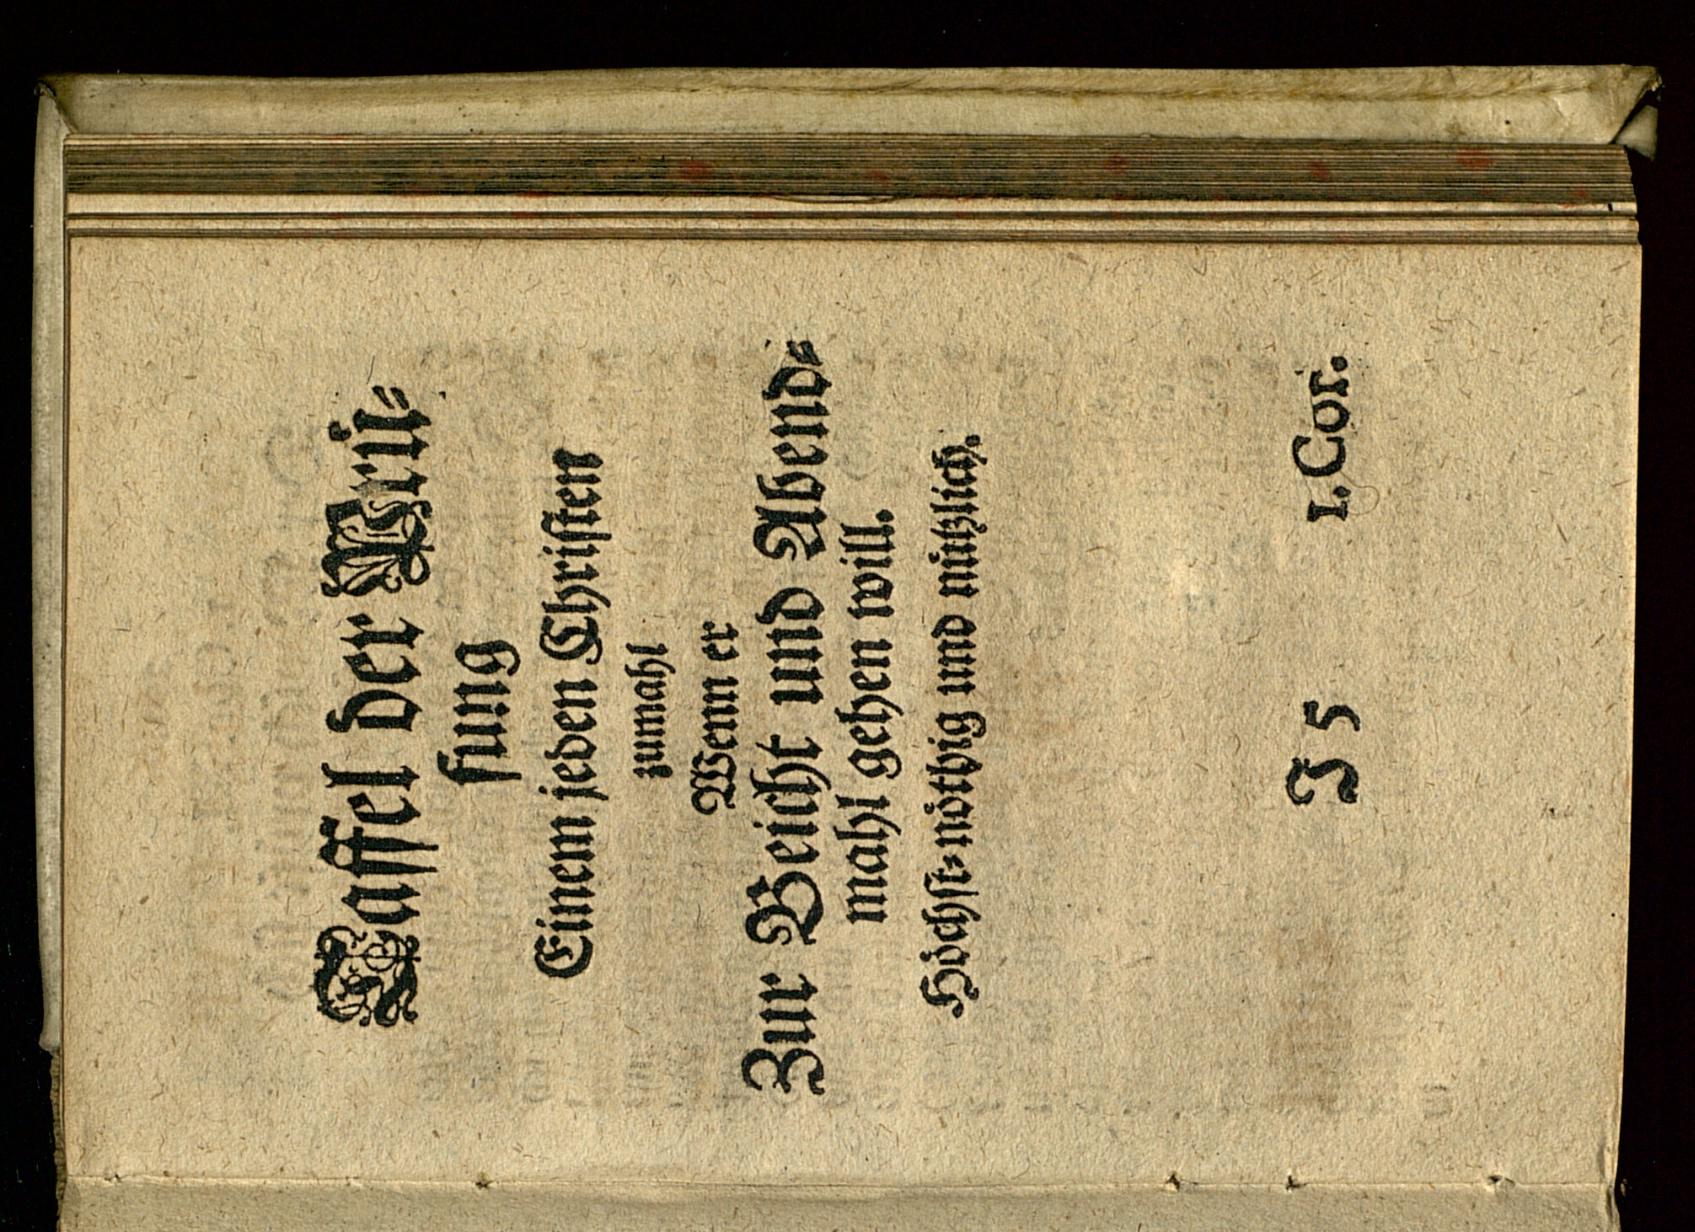 Taffel der Prü-
fung
Einem jeden Christen
zumahl
Wenn er
Zur Beicht und Abend-
mahl gehen will.
Höchst-nöthig und nützlich.
J 5 1. Cor.